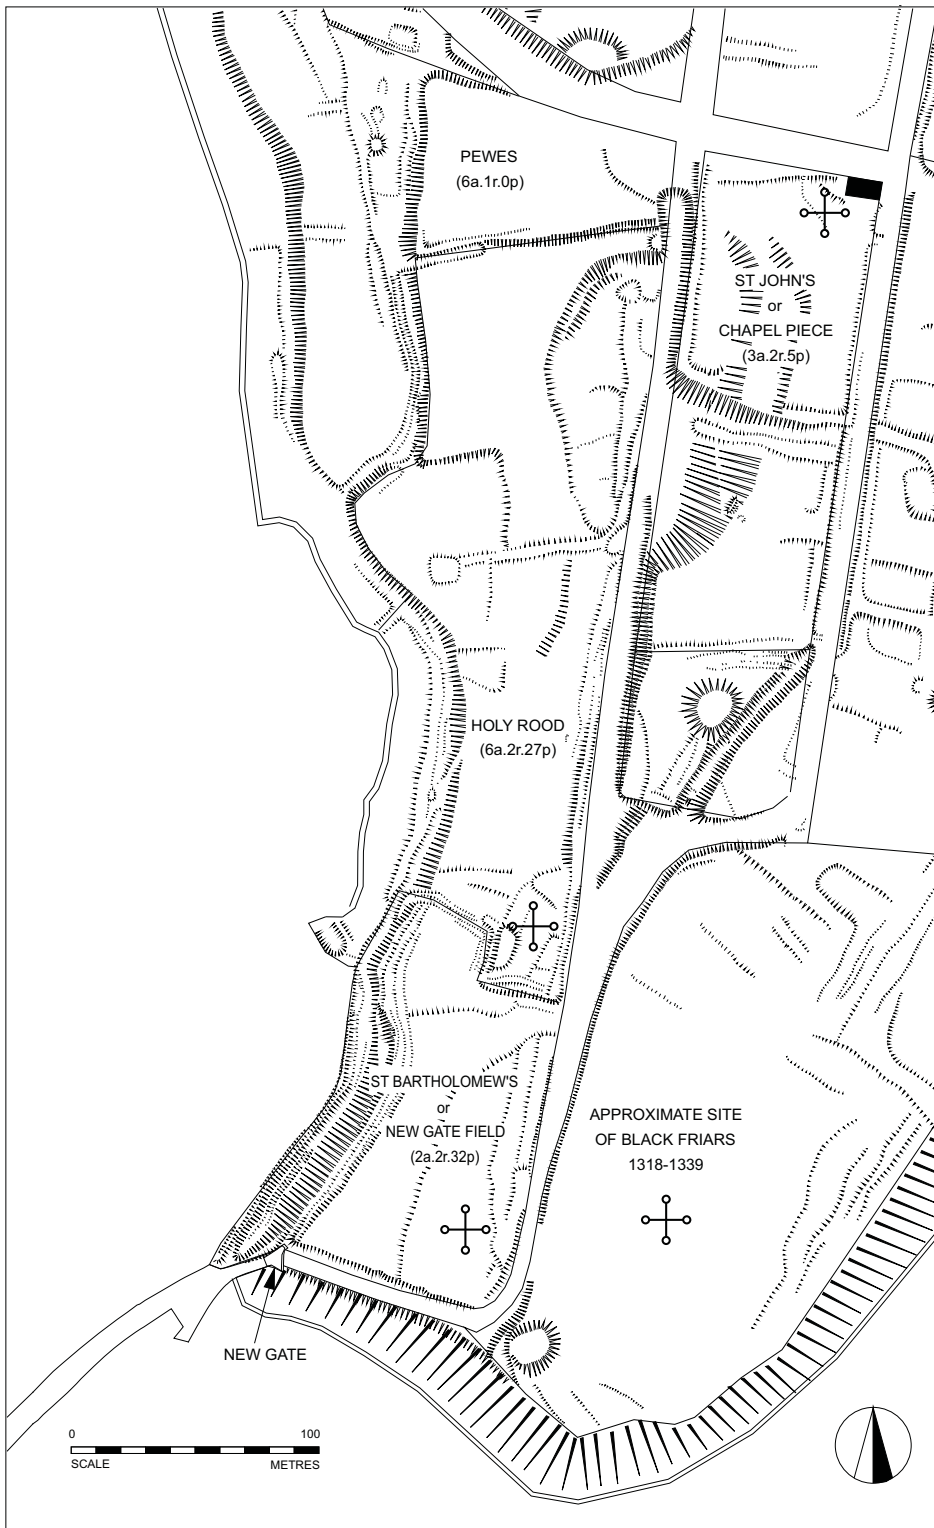 PEWES
(6a.1r.0p)
ST JOHN'S
or
CHAPEL PIECE
(3a.2r.5p)
HOLY ROOD
(6a.2r.27p)
ST BARTHOLOMEW'S
or
NEW GATE FIELD
(2a.2r.32p)
APPROXIMATE SITE
OF BLACK FRIARS
1318-1339
NEW GATE
0 100
SCALE METRES